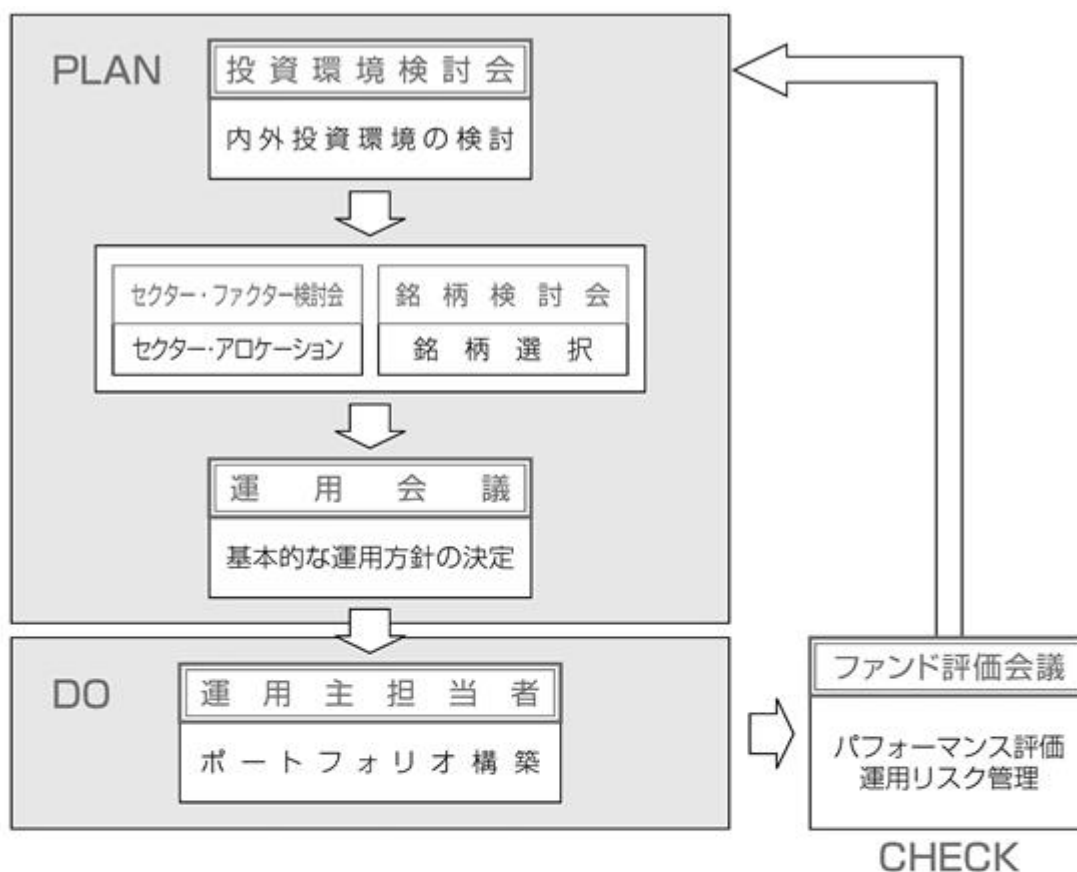 PLAN
投資環境検討会
内外投資環境の検討
セクター・ファクター検討会
セクター・アロケーション
銘柄検討会
銘柄選択
運用会議
基本的な運用方針の決定
DO
運用主担当者
ポートフォリオ構築
ファンド評価会議
パフォーマンス評価
運用リスク管理
CHECK